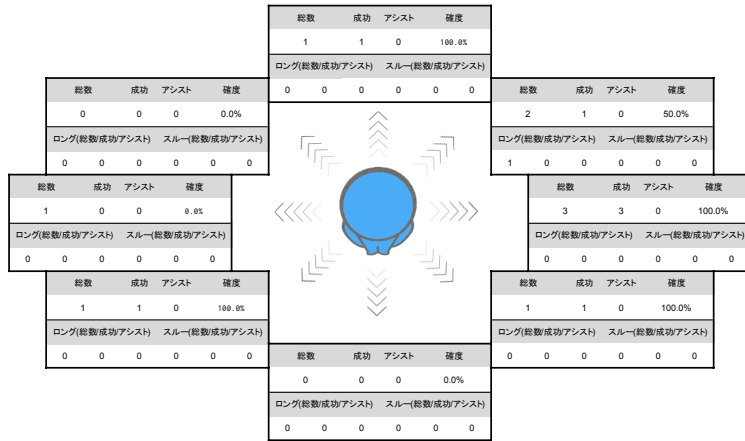 総数 成功 アシスト 確度
1 1 0 100.0%
ロング(総数/成功/アシスト) スルー(総数/成功/アシスト)
0 0 0 0 0 0
総数 成功 アシスト 確度
0 0 0 0.0%
ロング(総数/成功/アシスト) スルー(総数/成功/アシスト)
0 0 0 0 0 0
総数 成功 アシスト 確度
2 1 0 50.0%
ロング(総数/成功/アシスト) スルー(総数/成功/アシスト)
1 0 0 0 0 0
総数 成功 アシスト 確度
1 0 0 0.0%
ロング(総数/成功/アシスト) スルー(総数/成功/アシスト)
0 0 0 0 0 0
総数 成功 アシスト 確度
3 3 0 100.0%
ロング(総数/成功/アシスト) スルー(総数/成功/アシスト)
0 0 0 0 0 0
総数 成功 アシスト 確度
1 1 0 100.0%
ロング(総数/成功/アシスト) スルー(総数/成功/アシスト)
0 0 0 0 0 0
総数 成功 アシスト 確度
1 1 0 100.0%
ロング(総数/成功/アシスト) スルー(総数/成功/アシスト)
0 0 0 0 0 0
総数 成功 アシスト 確度
0 0 0 0.0%
ロング(総数/成功/アシスト) スルー(総数/成功/アシスト)
0 0 0 0 0 0